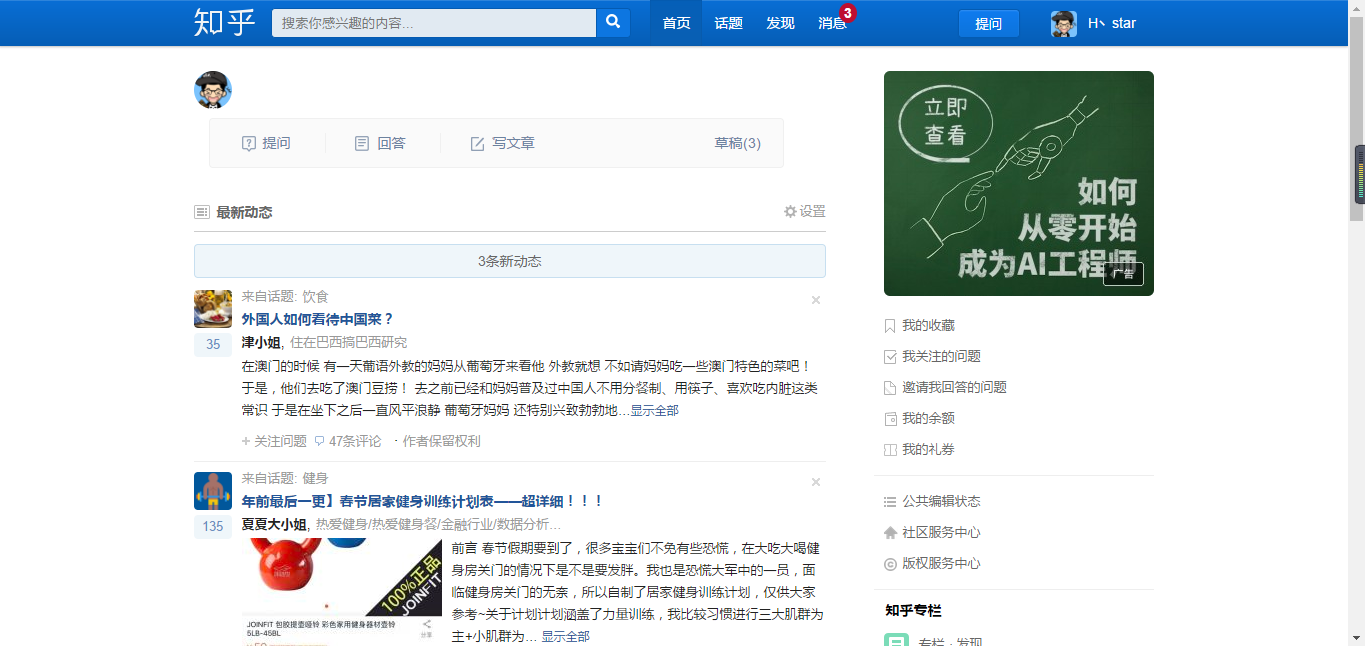 知乎
搜索你感兴趣的内容...
首页
话题
发现
消息
3
提问
H丶 star
提问
回答
写文章
草稿(3)
最新动态
设置
3条新动态
来自话题: 饮食
外国人如何看待中国菜？
35
津小姐, 住在巴西搞巴西研究
在澳门的时候 有一天葡语外教的妈妈从葡萄牙来看他 外教就想 不如请妈妈吃一些澳门特色的菜吧！
于是，他们去吃了澳门豆捞！ 去之前已经和妈妈普及过中国人不用分餐制、用筷子、喜欢吃内脏这类
常识 于是在坐下之后一直风平浪静 葡萄牙妈妈 还特别兴致勃勃地…显示全部
关注问题
47条评论
· 作者保留权利
来自话题: 健身
年前最后一更】春节居家健身训练计划表——超详细！！！
135
夏夏大小姐, 热爱健身/热爱健身餐/金融行业/数据分析...
100%正品
JOINFIT
JOINFIT 包胶提壶哑铃 彩色家用健身器材壶铃
5LB-45BL
分享
前言 春节假期要到了，很多宝宝们不免有些恐慌，在大吃大喝健
身房关门的情况下是不是要发胖。我也是恐慌大军中的一员，面
临健身房关门的无奈，所以自制了居家健身训练计划，仅供大家
参考~关于计划计划涵盖了力量训练，我比较习惯进行三大肌群为
主+小肌群为… 显示全部
立即
查看
如何
从零开始
成为AI工程师
广告
我的收藏
我关注的问题
邀请我回答的问题
我的余额
我的礼券
公共编辑状态
社区服务中心
版权服务中心
知乎专栏
专栏 · 发现